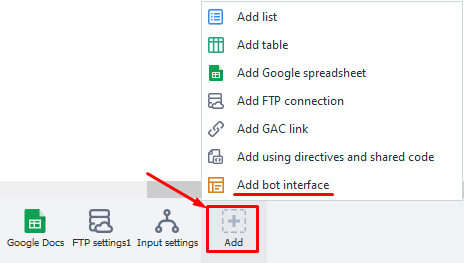 Add list
Add table
Add Google spreadsheet
Add FTP connection
Add GAC link
Add using directives and shared code
Add bot interface
Google Docs
FTP settings1
Input settings
Add